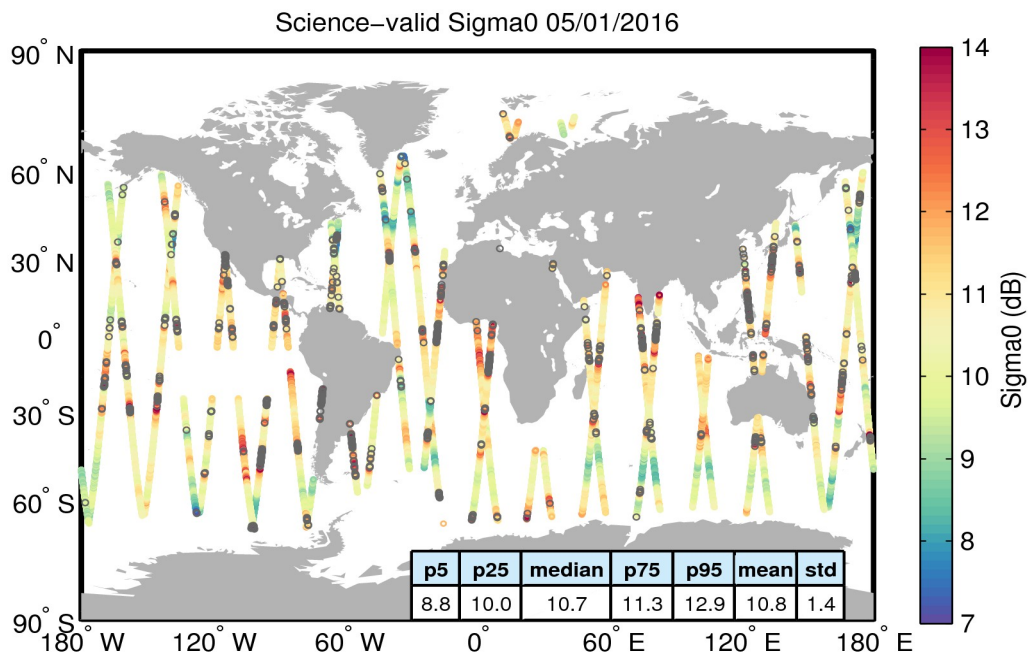 Science−valid Sigma0 05/01/2016
90° N
60° N
30° N
0°
30° S
60° S
90° S
180° W
120° W
60° W
0°
60° E
120° E
180° E
p5 p25 median p75 p95 mean std
8.8 10.0 10.7 11.3 12.9 10.8 1.4
14
13
12
11
10
9
8
7
Sigma0 (dB)